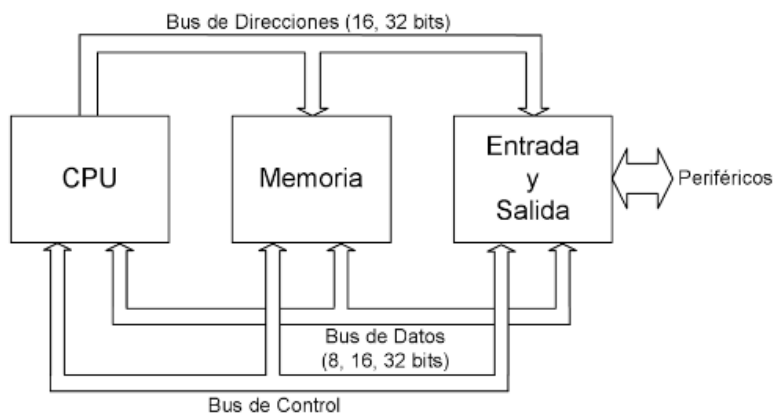 Bus de Direcciones (16, 32 bits)
CPU
Memoria
Entrada
y
Salida
Periféricos
Bus de Datos
(8, 16, 32 bits)
Bus de Control